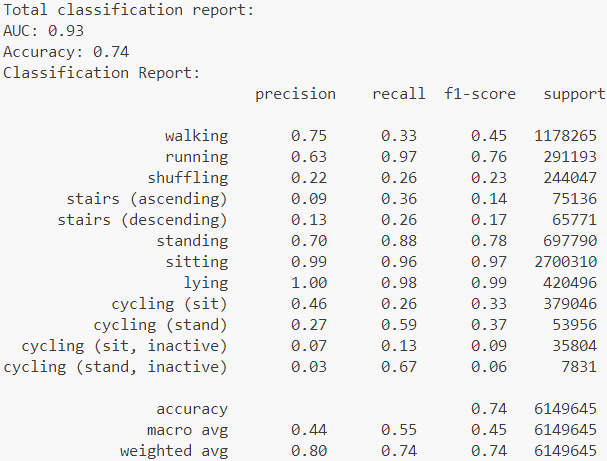 Total classification report:
AUC: 0.93
Accuracy: 0.74
Classification Report:
precision recall f1-score support
walking 0.75 0.33 0.45 1178265
running 0.63 0.97 0.76 291193
shuffling 0.22 0.26 0.23 244047
stairs (ascending) 0.09 0.36 0.14 75136
stairs (descending) 0.13 0.26 0.17 65771
standing 0.70 0.88 0.78 697790
sitting 0.99 0.96 0.97 2700310
lying 1.00 0.98 0.99 420496
cycling (sit) 0.46 0.26 0.33 379046
cycling (stand) 0.27 0.59 0.37 53956
cycling (sit, inactive) 0.07 0.13 0.09 35804
cycling (stand, inactive) 0.03 0.67 0.06 7831
accuracy 0.74 6149645
macro avg 0.44 0.55 0.45 6149645
weighted avg 0.80 0.74 0.74 6149645